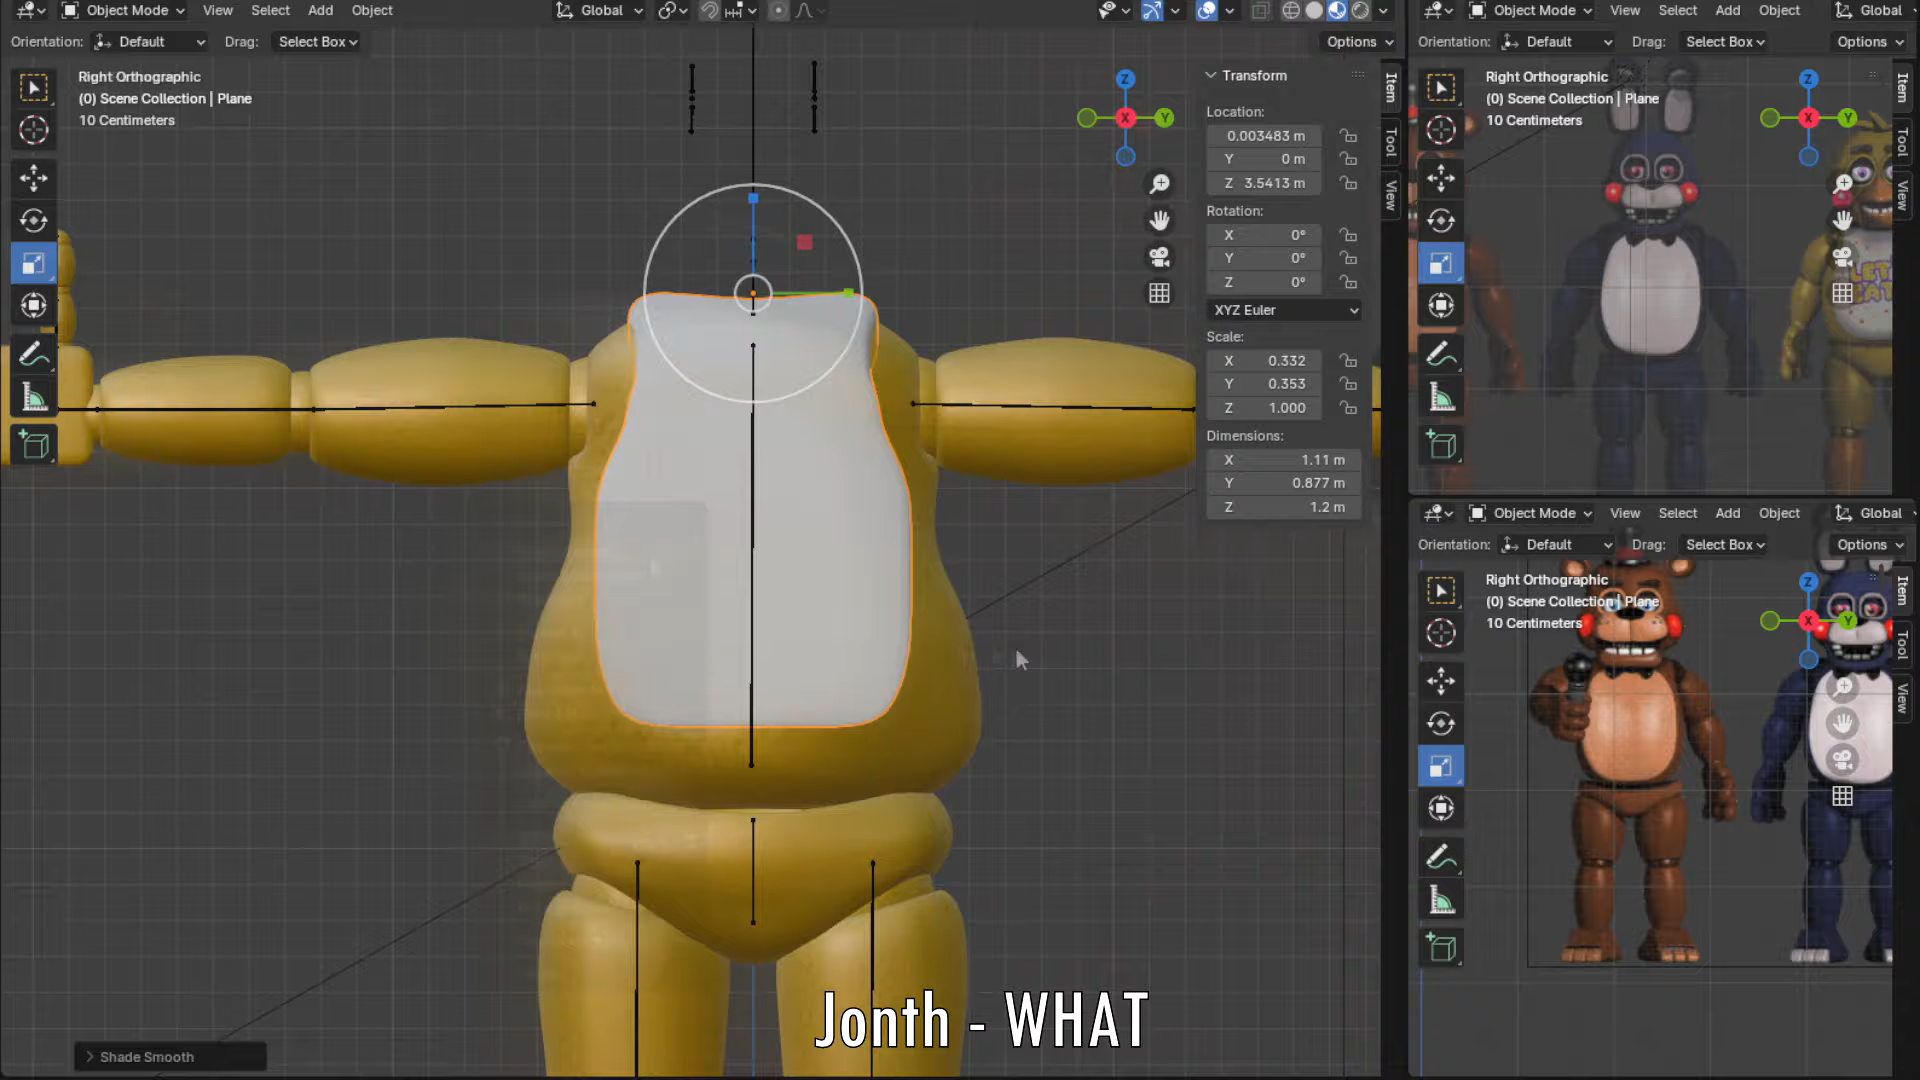 Object Mode View Select Add Object Global
Orientation: Default Drag: Select Box Options
Right Orthographic
(0) Scene Collection | Plane
10 Centimeters
Z
X
Y
Transform
Location:
0.003483 m
Y 0 m
Z 3.5413 m
Rotation:
X 0°
Y 0°
Z 0°
XYZ Euler
Scale:
X 0.332
Y 0.353
Z 1.000
Dimensions:
X 1.11 m
Y 0.877 m
Z 1.2 m
Item
Tool
View
Shade Smooth
Jonth - WHAT
Object Mode View Select Add Object Global
Orientation: Default Drag: Select Box Options
Right Orthographic
(0) Scene Collection | Plane
10 Centimeters
Z
X
Y
Item
Tool
View
Object Mode View Select Add Object Global
Orientation: Default Drag: Select Box Options
Right Orthographic
(0) Scene Collection | Plane
10 Centimeters
Z
X
Y
Item
Tool
View